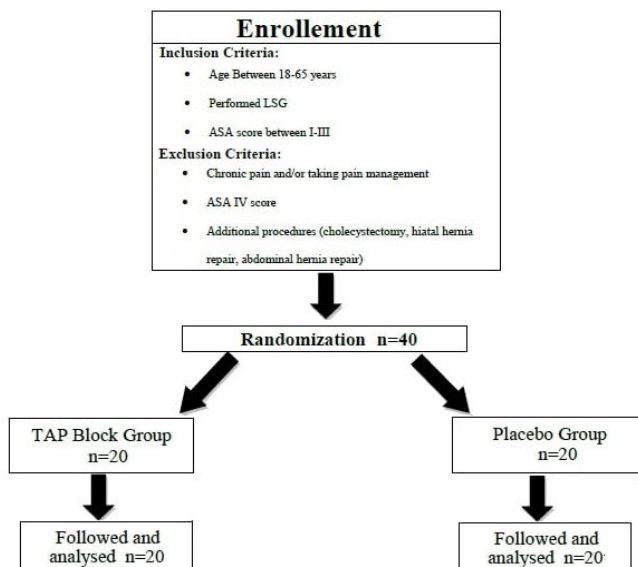 Enrollement
Inclusion Criteria:
• Age Between 18-65 years
• Performed LSG
• ASA score between I-III
Exclusion Criteria:
• Chronic pain and/or taking pain management
• ASA IV score
• Additional procedures (cholecystectomy, hiatal hernia
repair, abdominal hernia repair)
Randomization n=40
TAP Block Group
n=20
Placebo Group
n=20
Followed and
analysed n=20
Followed and
analysed n=20